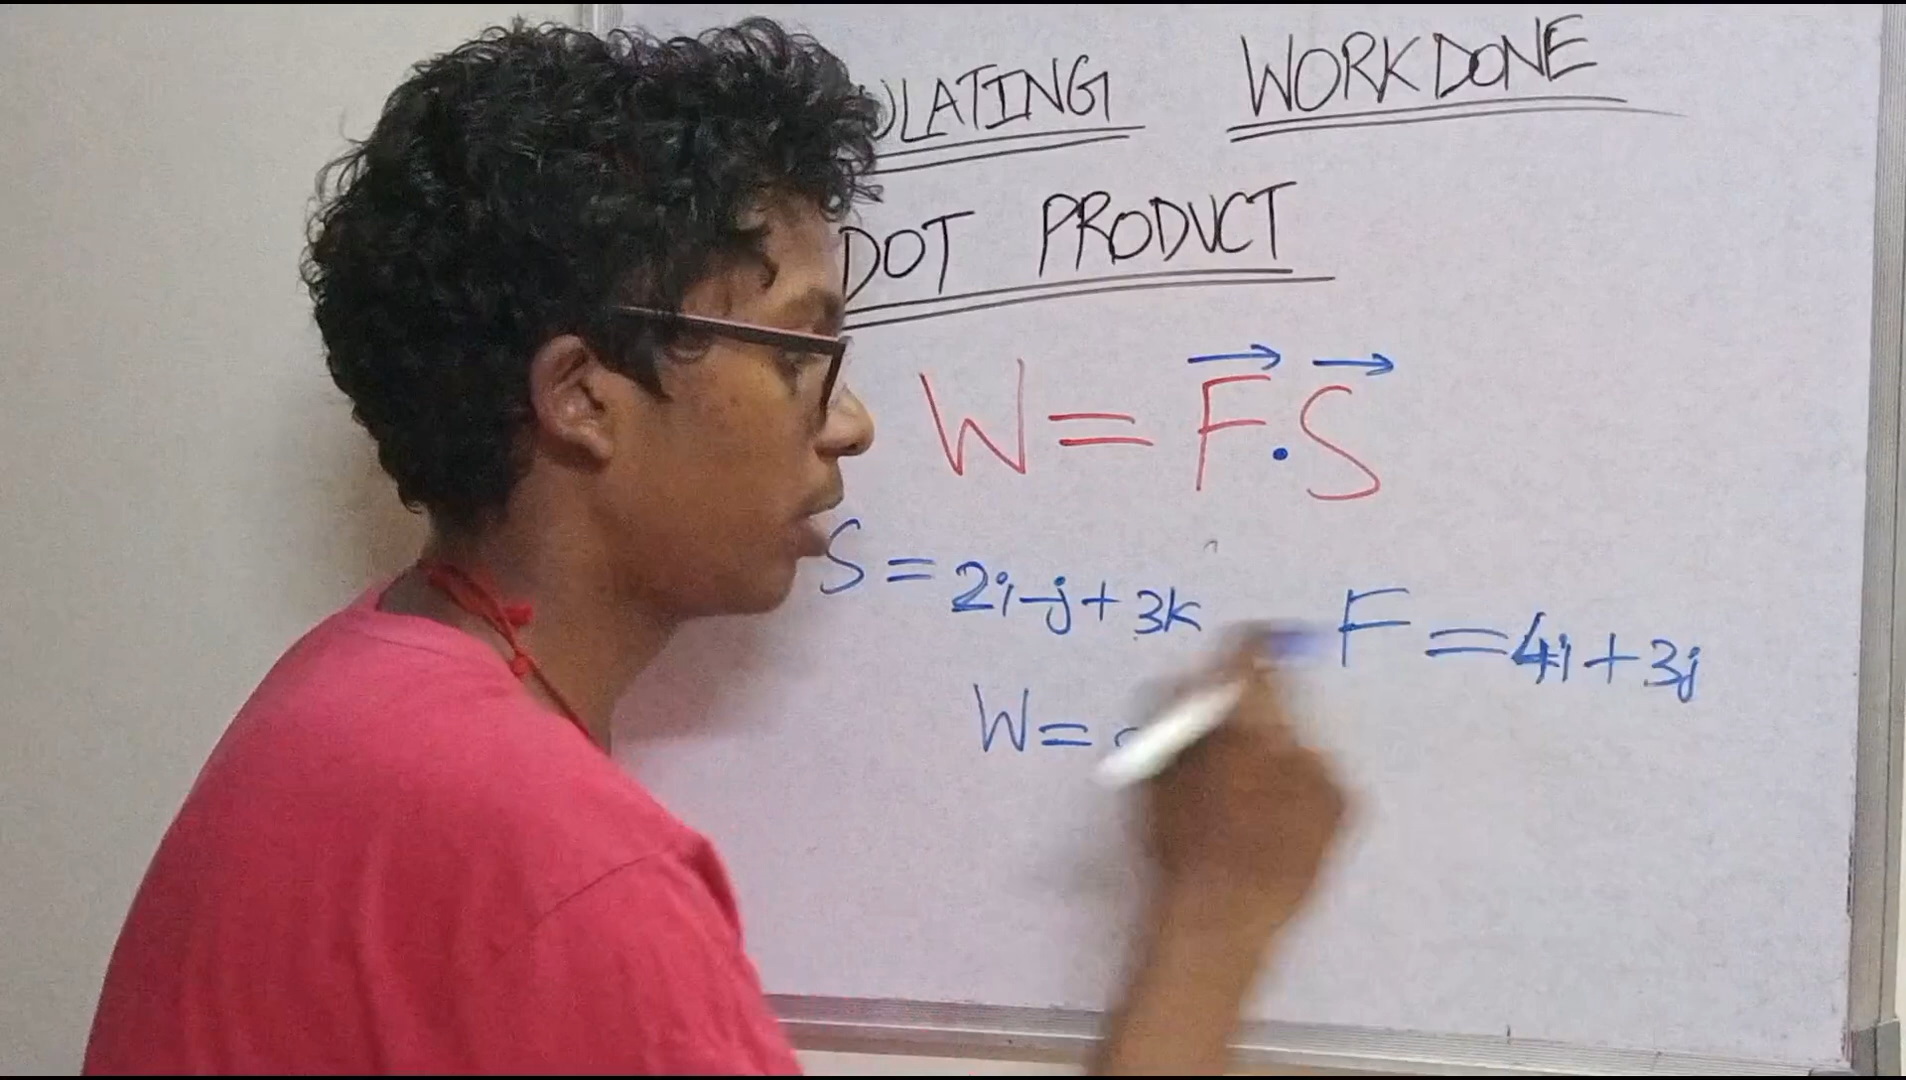 ULATING WORKDONE
DOT PRODUCT
W = F⃗ . S⃗
S = 2i - j + 3k
F = 4i + 3j
W =